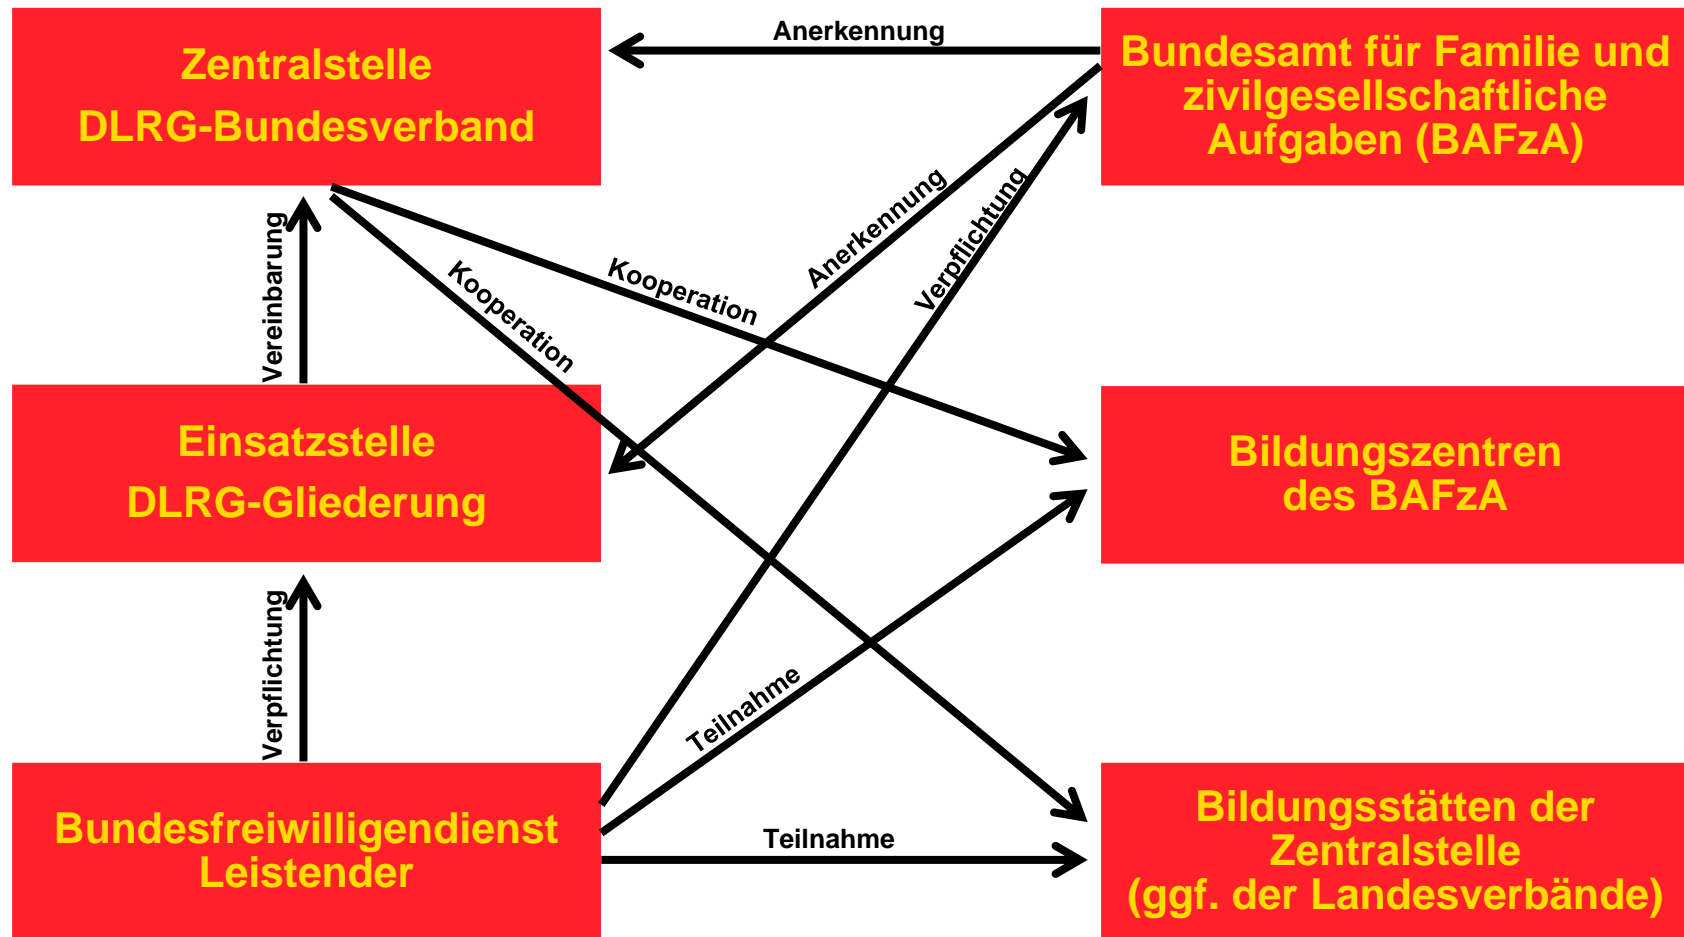 Zentralstelle
DLRG-Bundesverband
Anerkennung
Bundesamt für Familie und
zivilgesellschaftliche
Aufgaben (BAFzA)
Vereinbarung
Kooperation
Kooperation
Anerkennung
Verpflichtung
Einsatzstelle
DLRG-Gliederung
Bildungszentren
des BAFzA
Verpflichtung
Teilnahme
Bundesfreiwilligendienst
Leistender
Teilnahme
Bildungsstätten der
Zentralstelle
(ggf. der Landesverbände)